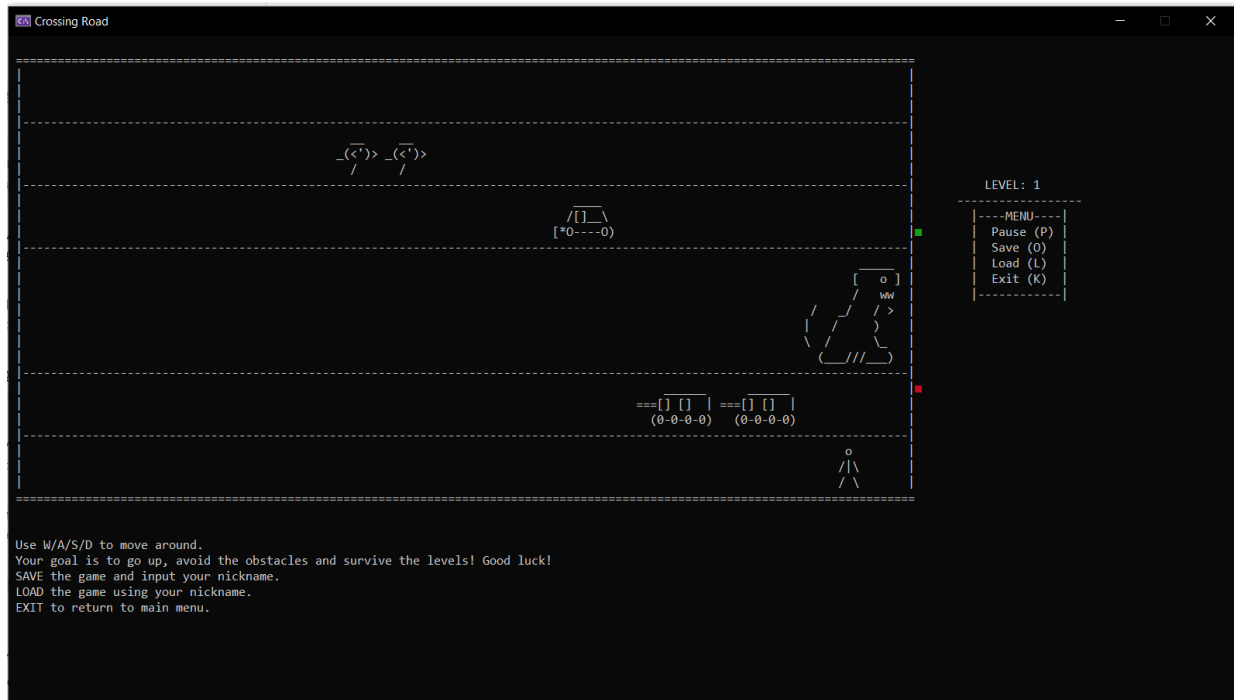 Crossing Road
LEVEL: 1
|----MENU----|
| Pause (P) |
| Save (O) |
| Load (L) |
| Exit (K) |
|------------|
Use W/A/S/D to move around.
Your goal is to go up, avoid the obstacles and survive the levels! Good luck!
SAVE the game and input your nickname.
LOAD the game using your nickname.
EXIT to return to main menu.